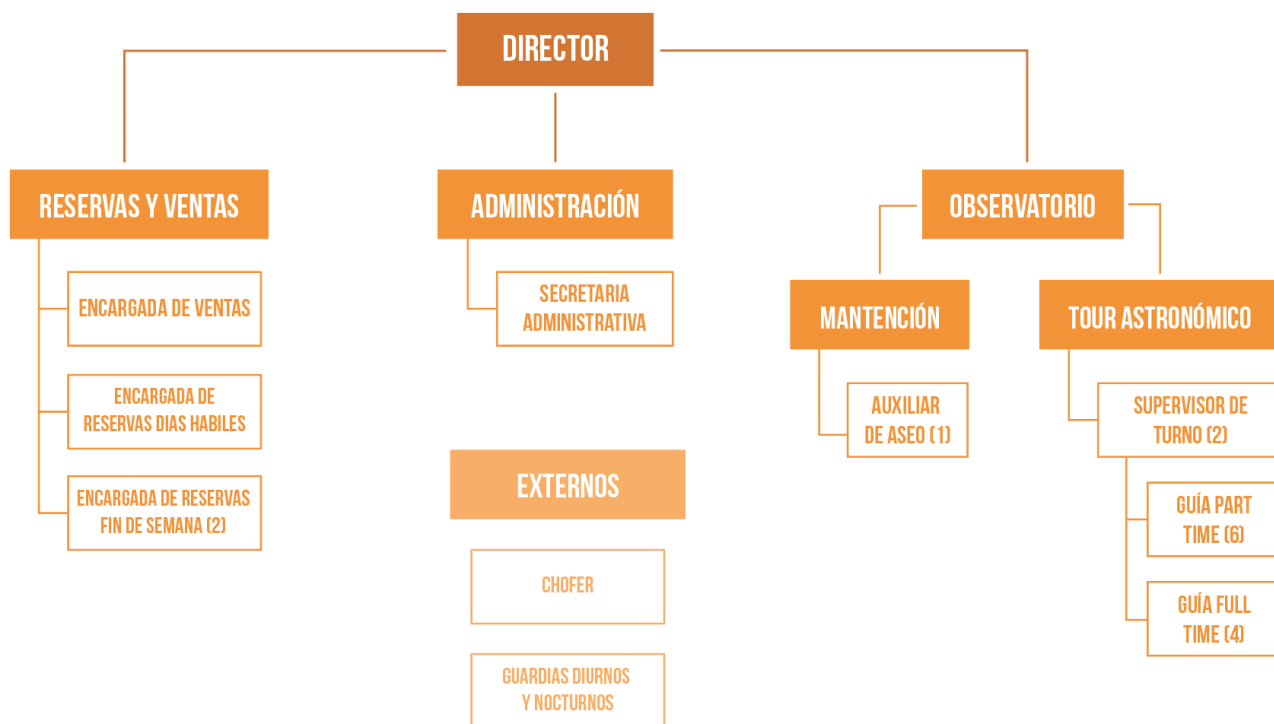 DIRECTOR
RESERVAS Y VENTAS
ENCARGADA DE VENTAS
ENCARGADA DE
RESERVAS DIAS HABILES
ENCARGADA DE RESERVAS
FIN DE SEMANA (2)
ADMINISTRACIÓN
SECRETARIA
ADMINISTRATIVA
EXTERNOS
CHOFER
GUARDIAS DIURNOS
Y NOCTURNOS
OBSERVATORIO
MANTENCIÓN
AUXILIAR
DE ASEO (1)
TOUR ASTRONÓMICO
SUPERVISOR DE
TURNO (2)
GUÍA PART
TIME (6)
GUÍA FULL
TIME (4)